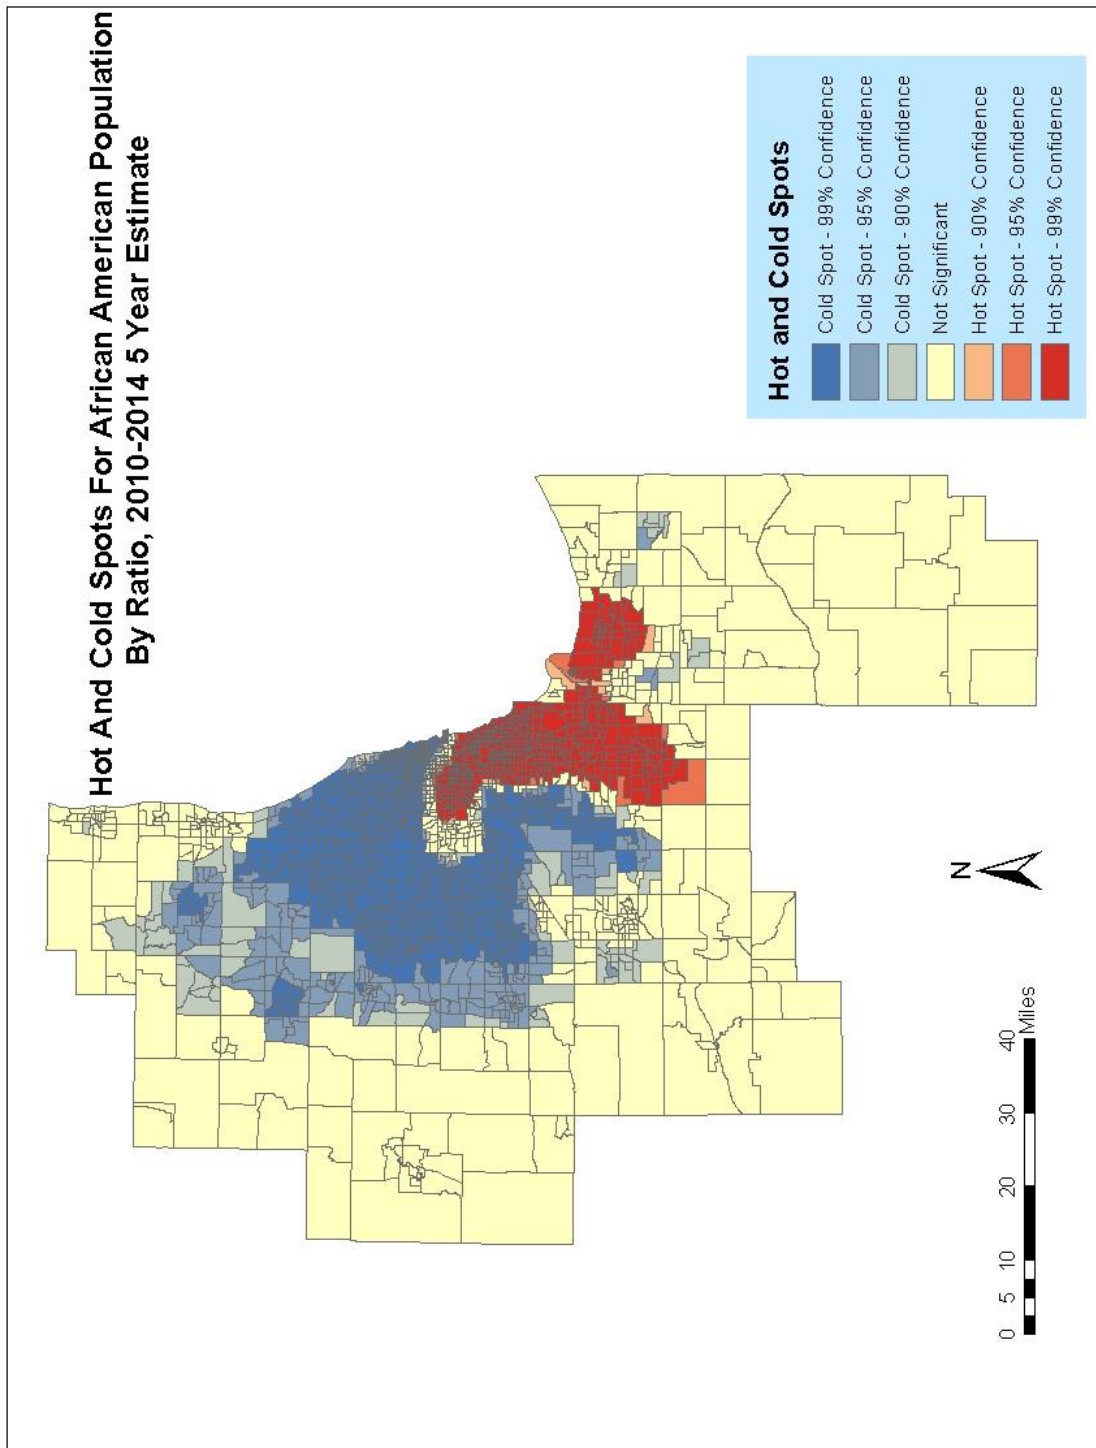 Hot And Cold Spots For African American Population
By Ratio, 2010-2014 5 Year Estimate
Hot and Cold Spots
Cold Spot - 99% Confidence
Cold Spot - 95% Confidence
Cold Spot - 90% Confidence
Not Significant
Hot Spot - 90% Confidence
Hot Spot - 95% Confidence
Hot Spot - 99% Confidence
N
0 5 10 20 30 40
Miles